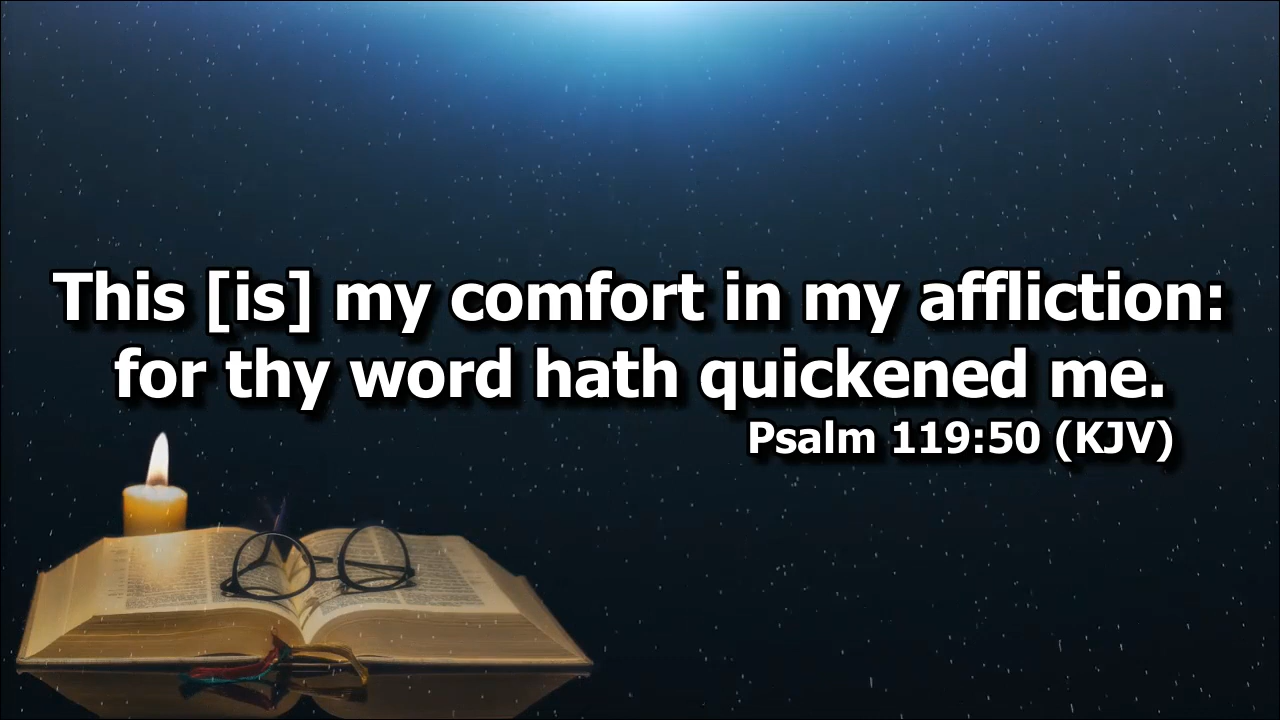 This [is] my comfort in my affliction:
for thy word hath quickened me.
Psalm 119:50 (KJV)